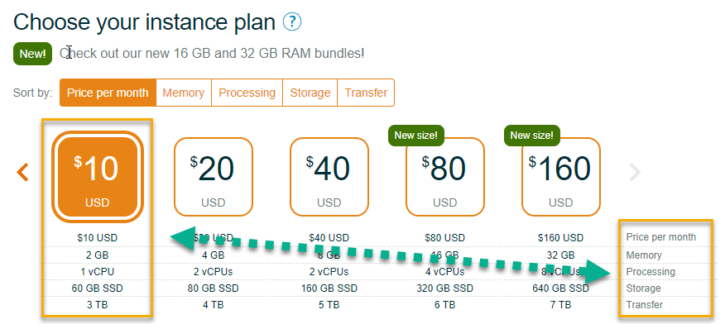 Choose your instance plan ?
New! Check out our new 16 GB and 32 GB RAM bundles!
Sort by: Price per month Memory Processing Storage Transfer
New size! New size!
$10 $20 $40 $80 $160
USD USD USD USD USD
$10 USD USD $40 USD $80 USD $160 USD Price per month
2 GB 4 GB 8 GB 16 GB 32 GB Memory
1 vCPU 2 vCPUs 2 vCPUs 4 vCPUs 8 vCPUs Processing
60 GB SSD 80 GB SSD 160 GB SSD 320 GB SSD 640 GB SSD Storage
3 TB 4 TB 5 TB 6 TB 7 TB Transfer